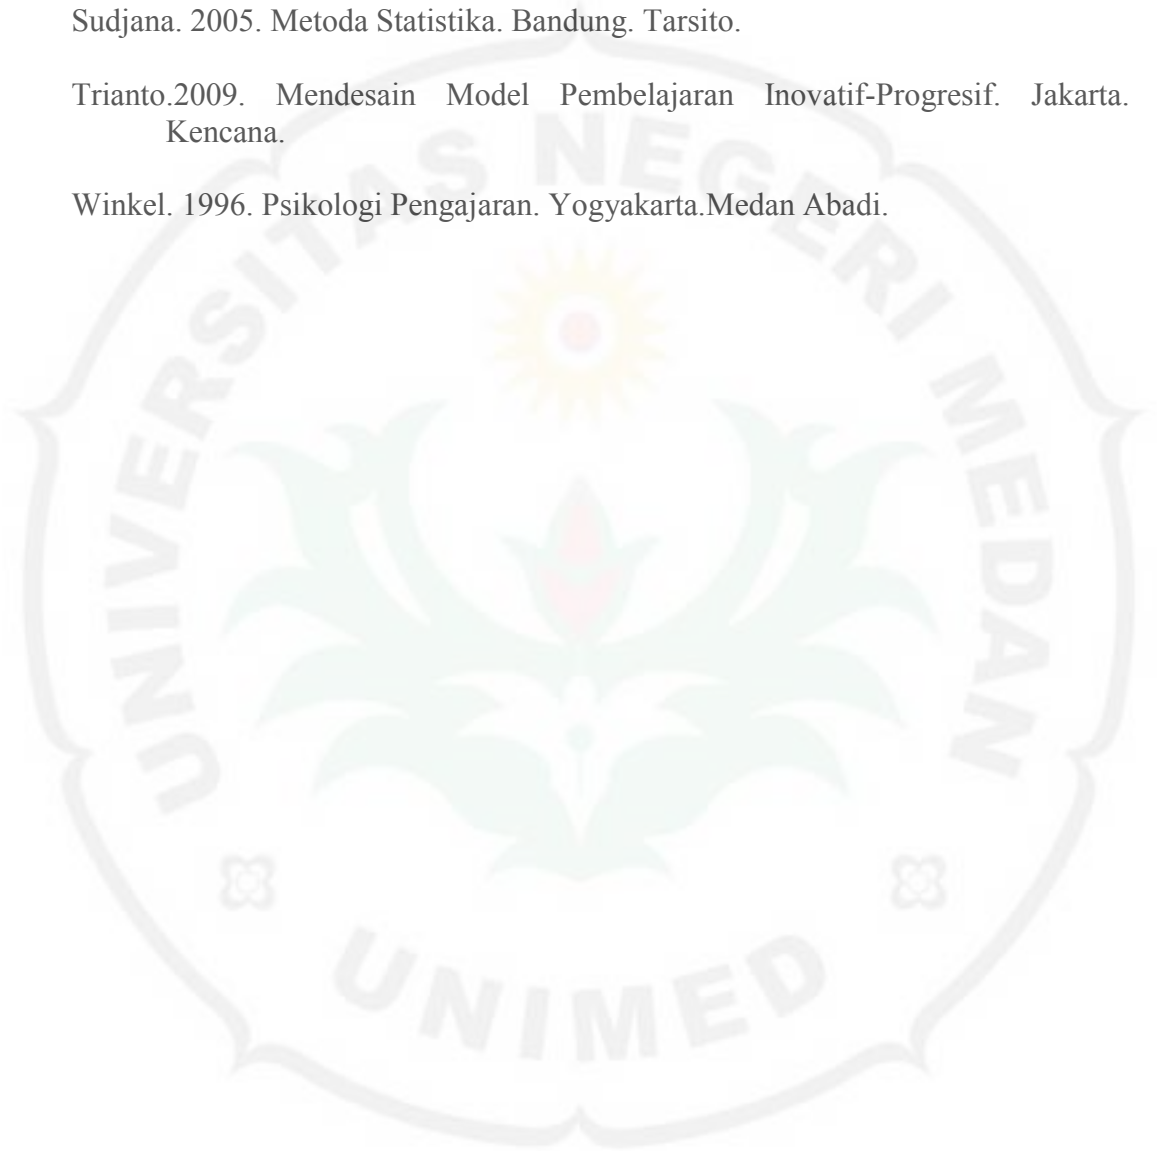 Sudjana. 2005. Metoda Statistika. Bandung. Tarsito.
Trianto.2009. Mendesain Model Pembelajaran Inovatif-Progresif. Jakarta.
Kencana.
Winkel. 1996. Psikologi Pengajaran. Yogyakarta.Medan Abadi.
UNIVERSITAS NEGERI MEDAN
UNIMED